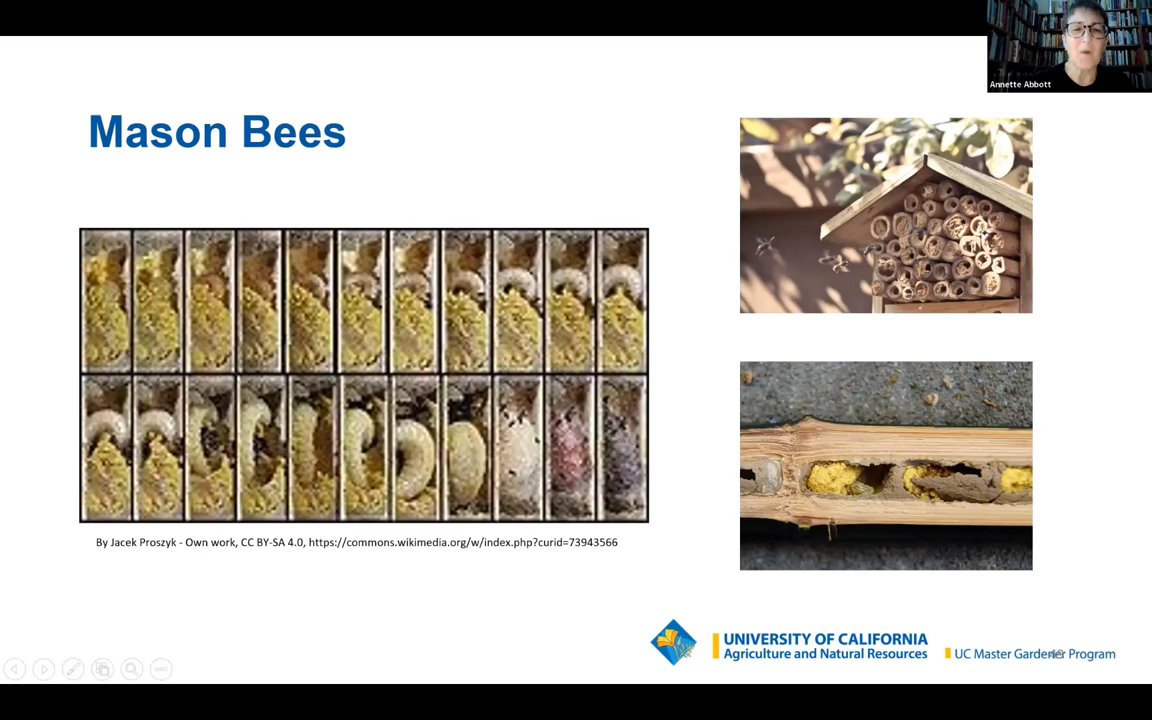 Annette Abbott
Mason Bees
By Jacek Proszyk - Own work, CC BY-SA 4.0, https://commons.wikimedia.org/w/index.php?curid=73943566
UNIVERSITY OF CALIFORNIA
Agriculture and Natural Resources
UC Master Gardener Program